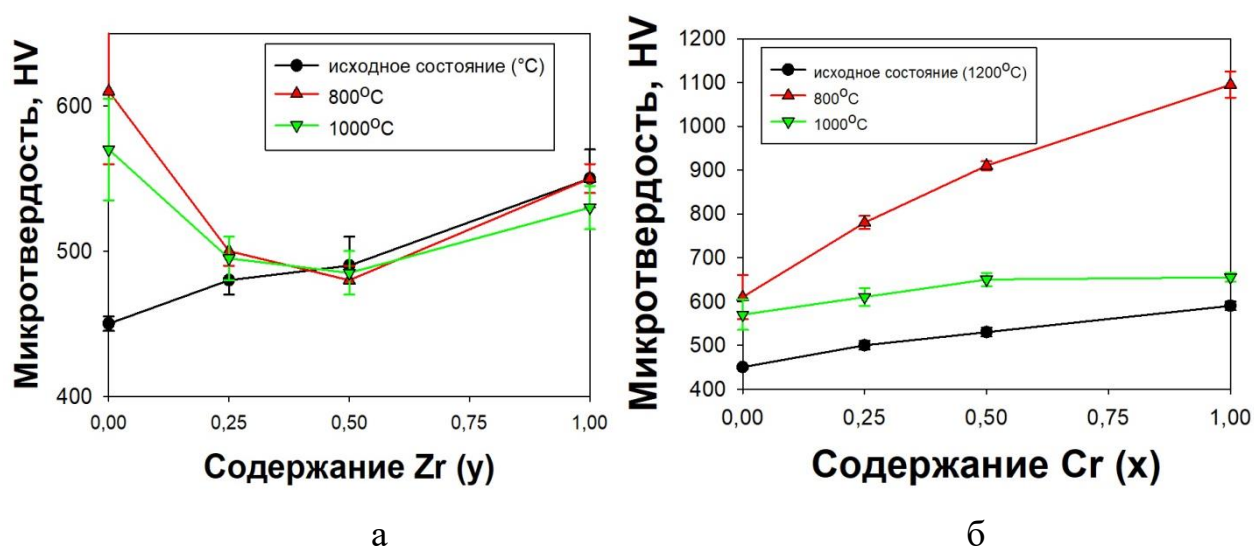 Микротвердость, HV
600
500
400
исходное состояние (°C)
800°C
1000°C
0,00 0,25 0,50 0,75 1,00
Содержание Zr (y)
а
Микротвердость, HV
1200
1100
1000
900
800
700
600
500
400
исходное состояние (1200°C)
800°C
1000°C
0,00 0,25 0,50 0,75 1,00
Содержание Cr (x)
б